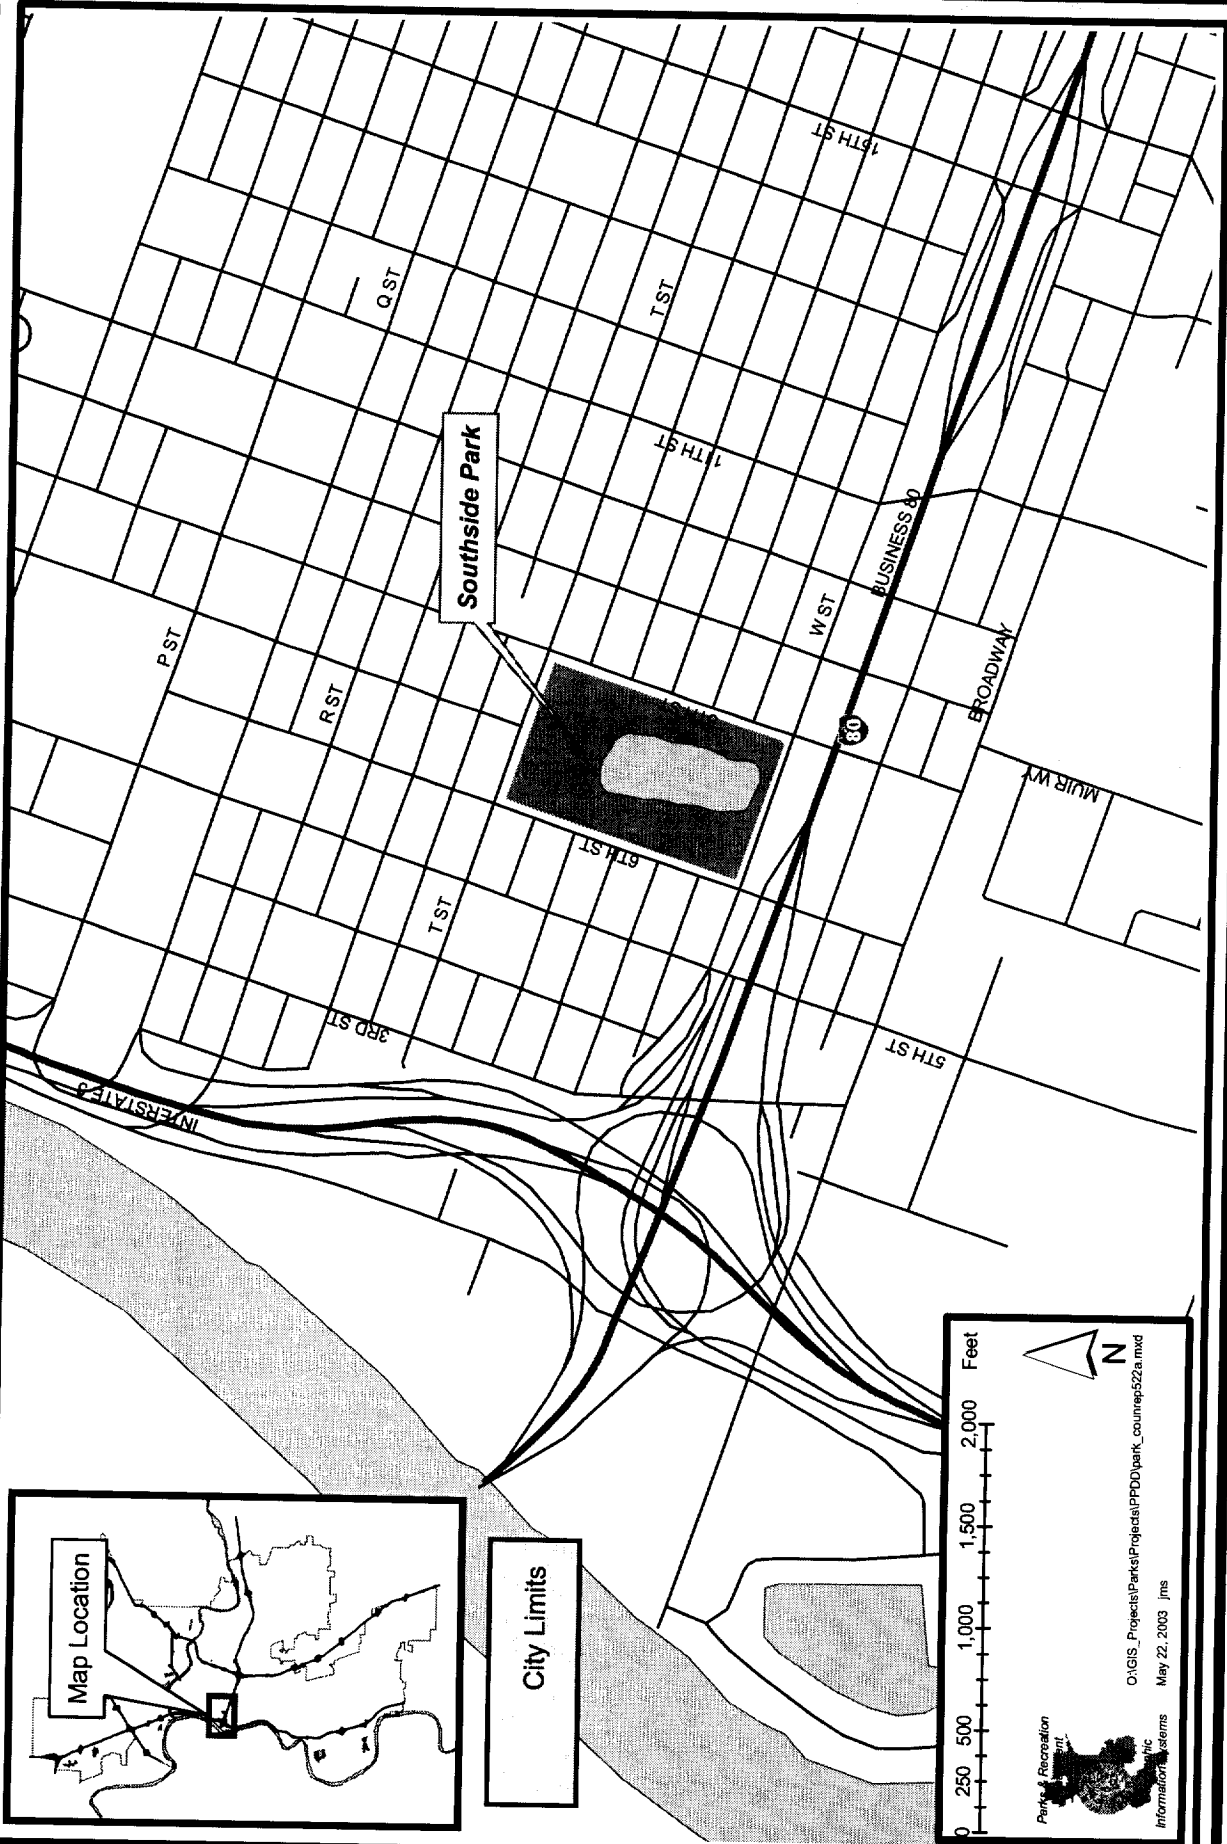 Map Location
City Limits
Southside Park
P ST
Q ST
R ST
T ST
T ST
W ST
3RD ST
5TH ST
6TH ST
11TH ST
15TH ST
BUSINESS 80
80
BROADWAY
MUIR WY
INTERSTATE 5
0 250 500 1,000 1,500 2,000 Feet
N
Parks & Recreation
Information Systems
O:\GIS_Projects\Parks\Projects\PPDD\park_counrep522a.mxd
May 22, 2003 jms